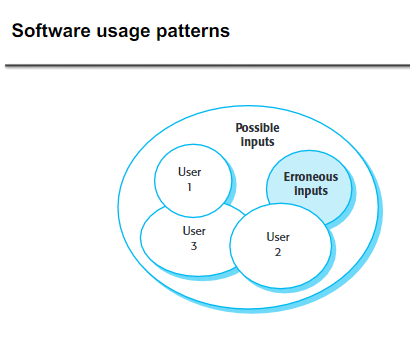 Software usage patterns
Possible
inputs
User
1
Erroneous
inputs
User
3
User
2